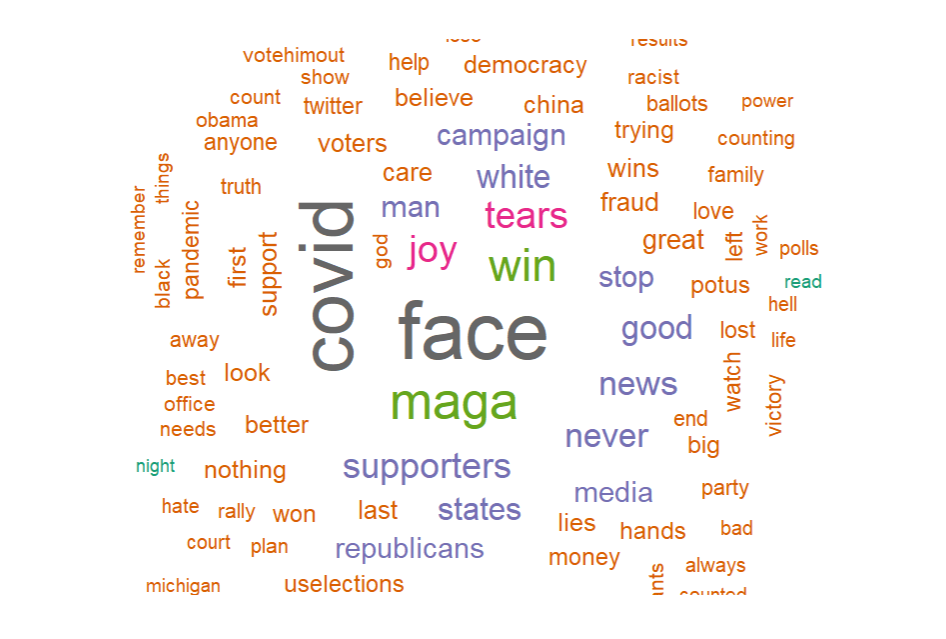 results
votehimout
help
democracy
show
racist
count
twitter
believe
china
ballots
power
obama
anyone
voters
campaign
trying
counting
things
truth
care
white
wins
family
remember
pandemic
black
first
support
covid
man
tears
fraud
love
god
joy
win
great
left
work
polls
stop
potus
read
hell
face
good
lost
life
away
best
look
maga
news
watch
victory
office
needs
better
never
end
big
night
nothing
supporters
media
party
hate
rally
won
last
states
lies
hands
bad
court
plan
republicans
money
always
michigan
uselections
counted